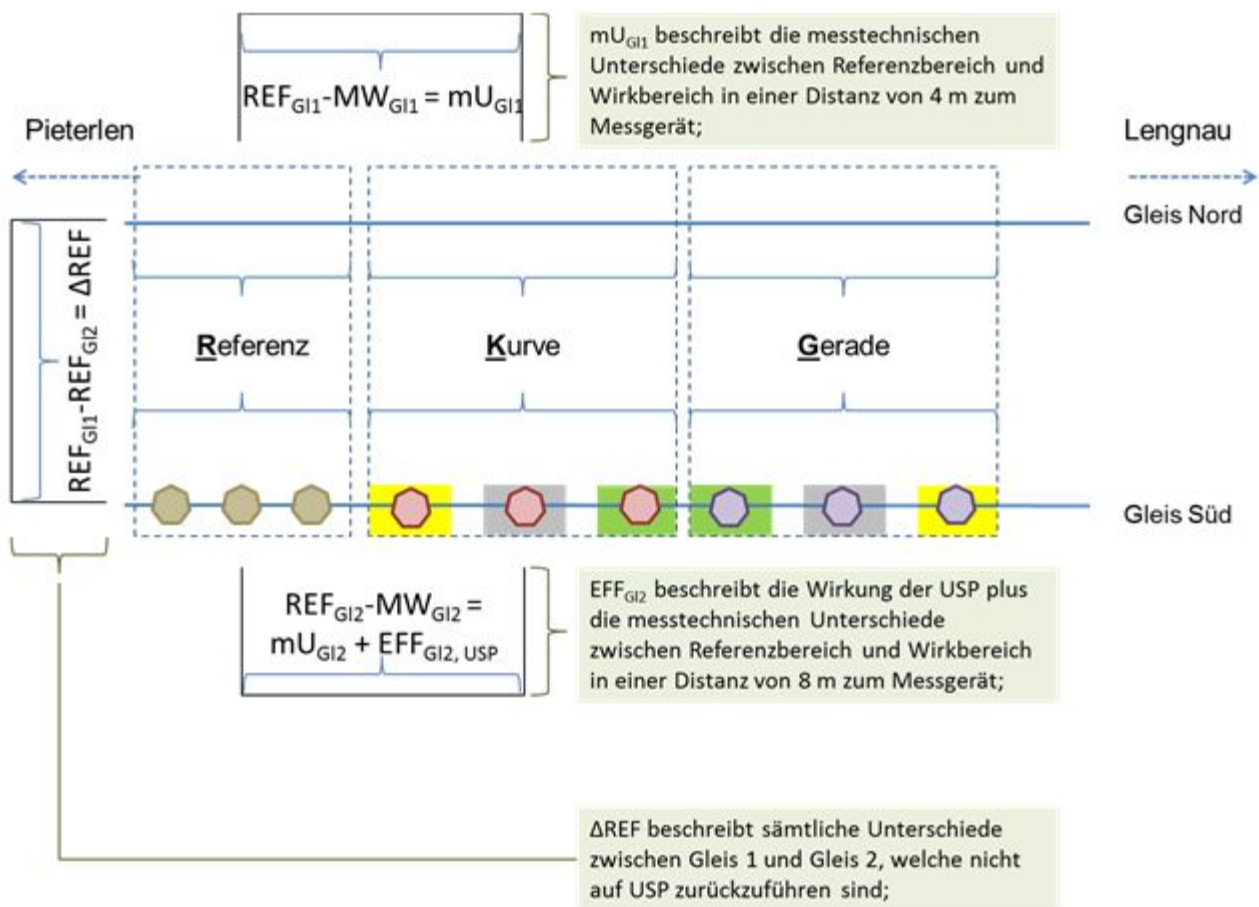 mU_Gl1 beschreibt die messtechnischen
Unterschiede zwischen Referenzbereich und
Wirkbereich in einer Distanz von 4 m zum
Messgerät;
REF_Gl1-MW_Gl1 = mU_Gl1
Pieterlen
Lengnau
Gleis Nord
REF_Gl1-REF_Gl2 = ΔREF
Referenz
Kurve
Gerade
Gleis Süd
REF_Gl2-MW_Gl2 =
mU_Gl2 + EFF_Gl2, USP
EFF_Gl2 beschreibt die Wirkung der USP plus
die messtechnischen Unterschiede
zwischen Referenzbereich und Wirkbereich
in einer Distanz von 8 m zum Messgerät;
ΔREF beschreibt sämtliche Unterschiede
zwischen Gleis 1 und Gleis 2, welche nicht
auf USP zurückzuführen sind;